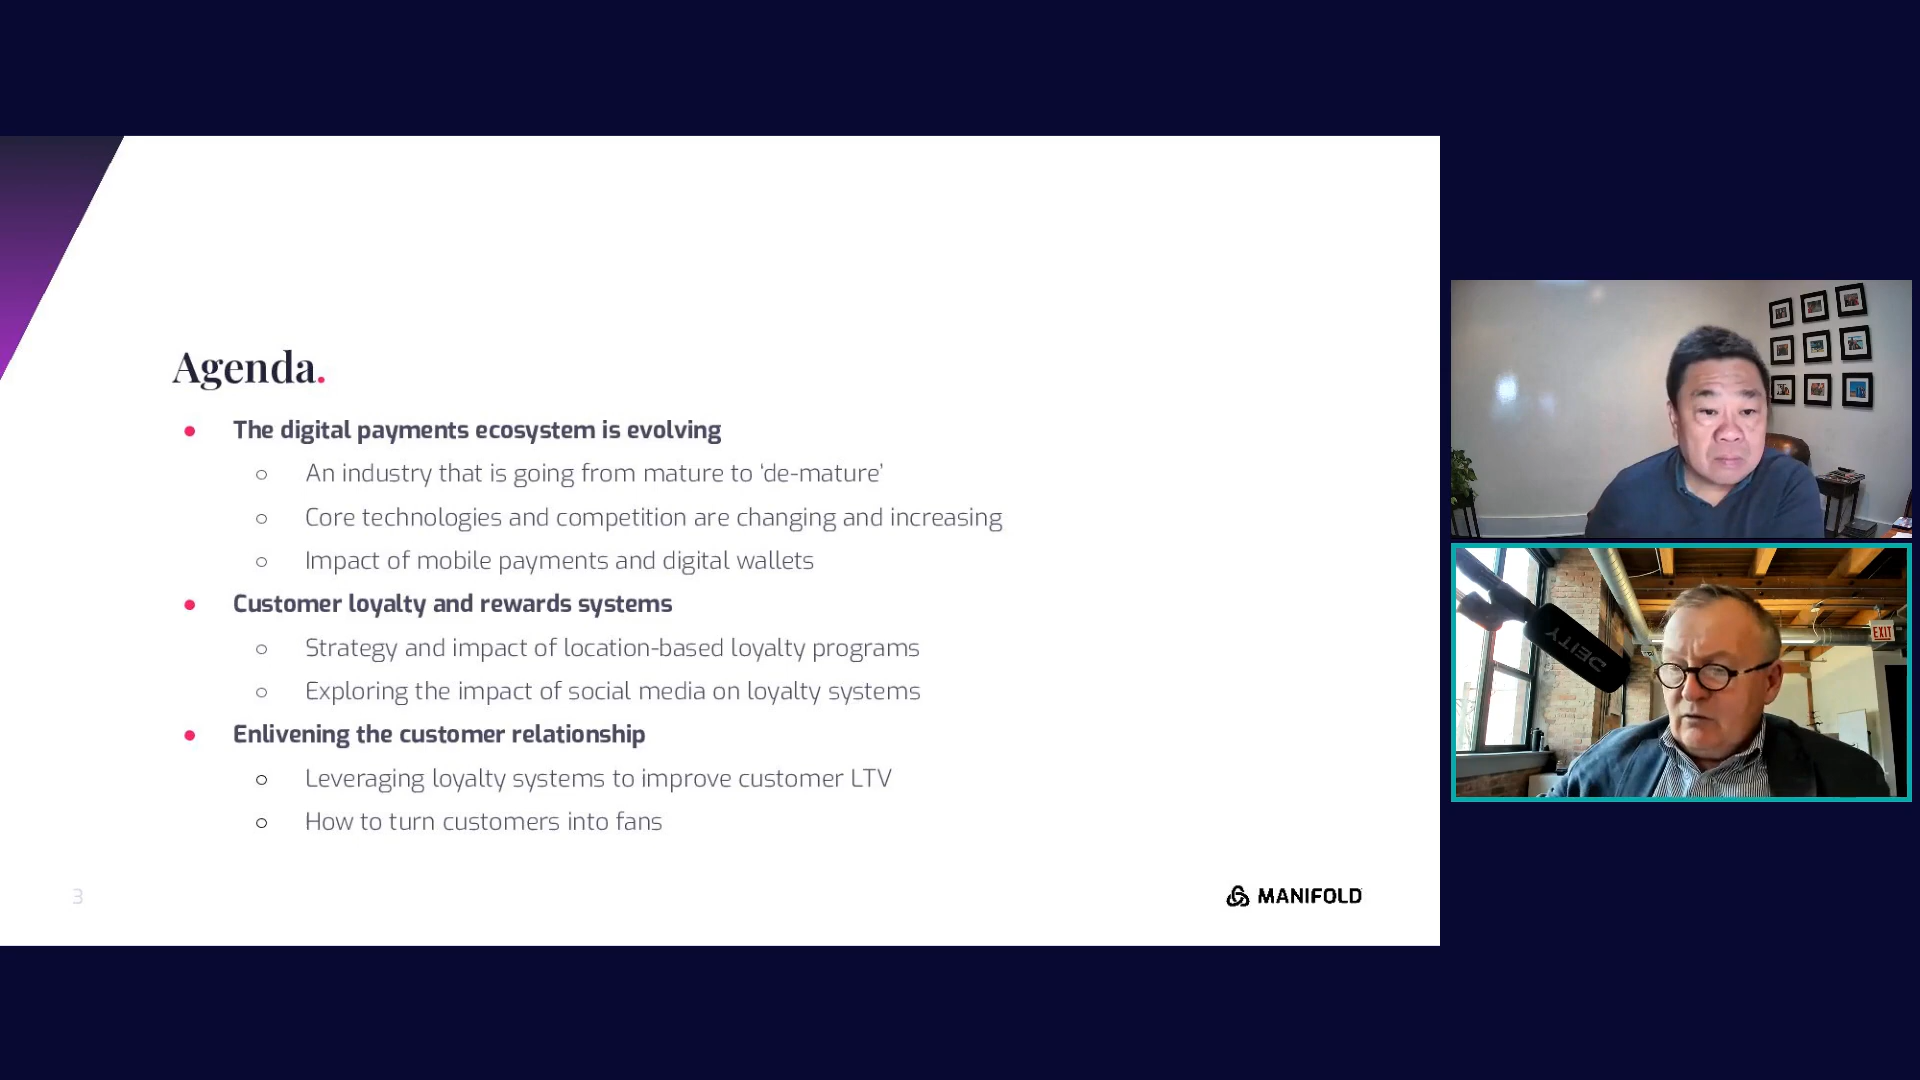 Agenda.
● The digital payments ecosystem is evolving
○ An industry that is going from mature to ‘de-mature’
○ Core technologies and competition are changing and increasing
○ Impact of mobile payments and digital wallets
● Customer loyalty and rewards systems
○ Strategy and impact of location-based loyalty programs
○ Exploring the impact of social media on loyalty systems
● Enlivening the customer relationship
○ Leveraging loyalty systems to improve customer LTV
○ How to turn customers into fans
3
MANIFOLD
DEITY
EXIT